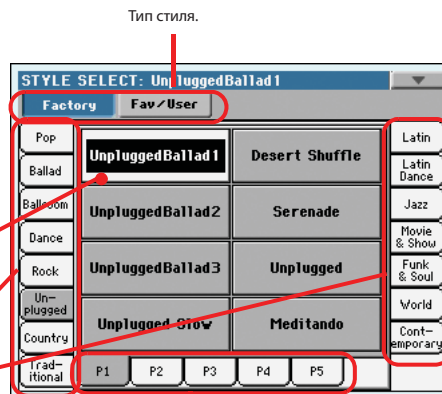 Тип стиля.
STYLE SELECT: UnpluggedBallad1
Factory Fav/User
Pop
Ballad
Ballroom
Dance
Rock
Un-
plugged
Country
Trad-
itional
UnpluggedBallad1 Desert Shuffle
UnpluggedBallad2 Serenade
UnpluggedBallad3 Unplugged
Unplugged Slow Meditando
Latin
Latin
Dance
Jazz
Movie
& Show
Funk
& Soul
World
Cont-
emporary
P1 P2 P3 P4 P5